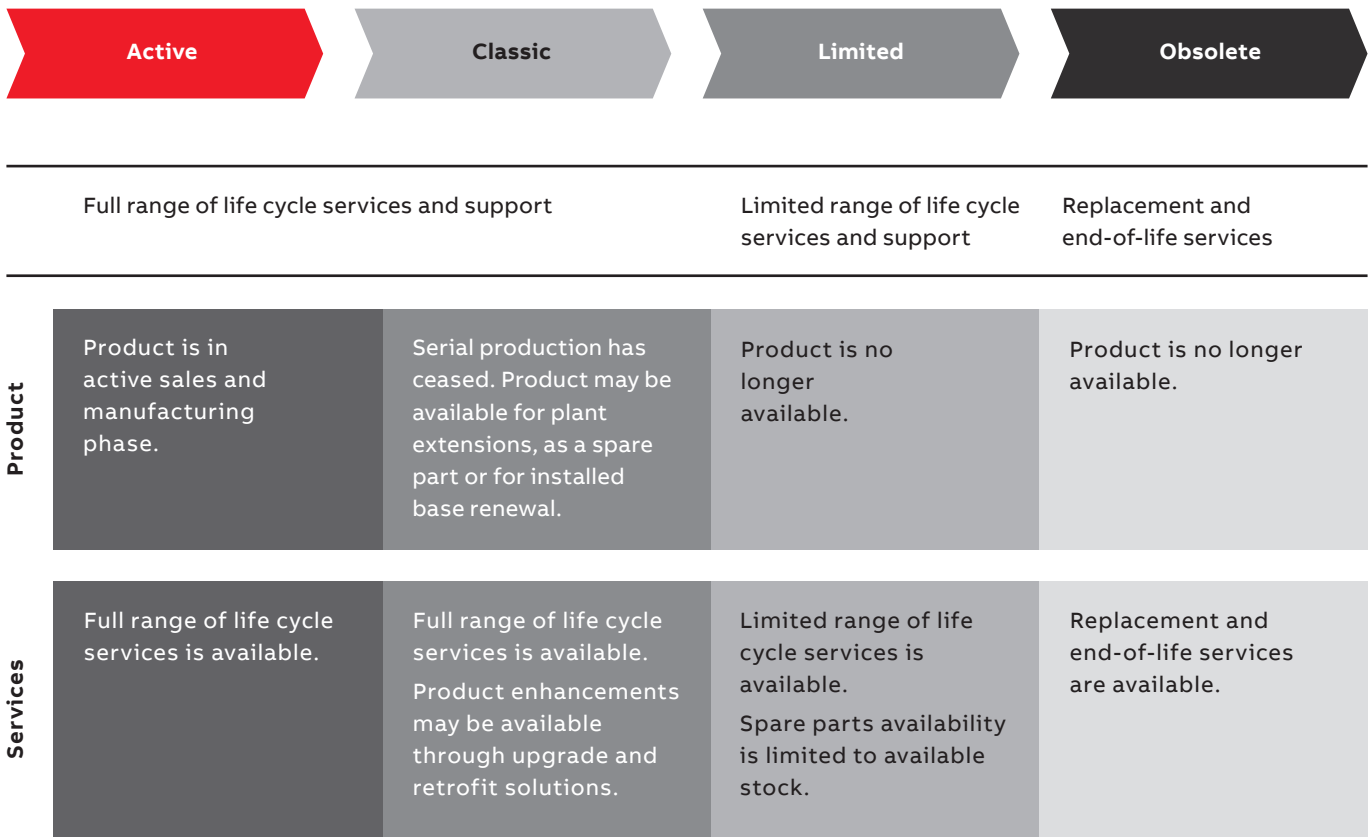 Active
Classic
Limited
Obsolete
Full range of life cycle services and support
Limited range of life cycle
services and support
Replacement and
end-of-life services
Product
Product is in
active sales and
manufacturing
phase.
Serial production has
ceased. Product may be
available for plant
extensions, as a spare
part or for installed
base renewal.
Product is no
longer
available.
Product is no longer
available.
Services
Full range of life cycle
services is available.
Full range of life cycle
services is available.
Product enhancements
may be available
through upgrade and
retrofit solutions.
Limited range of life
cycle services is
available.
Spare parts availability
is limited to available
stock.
Replacement and
end-of-life services
are available.